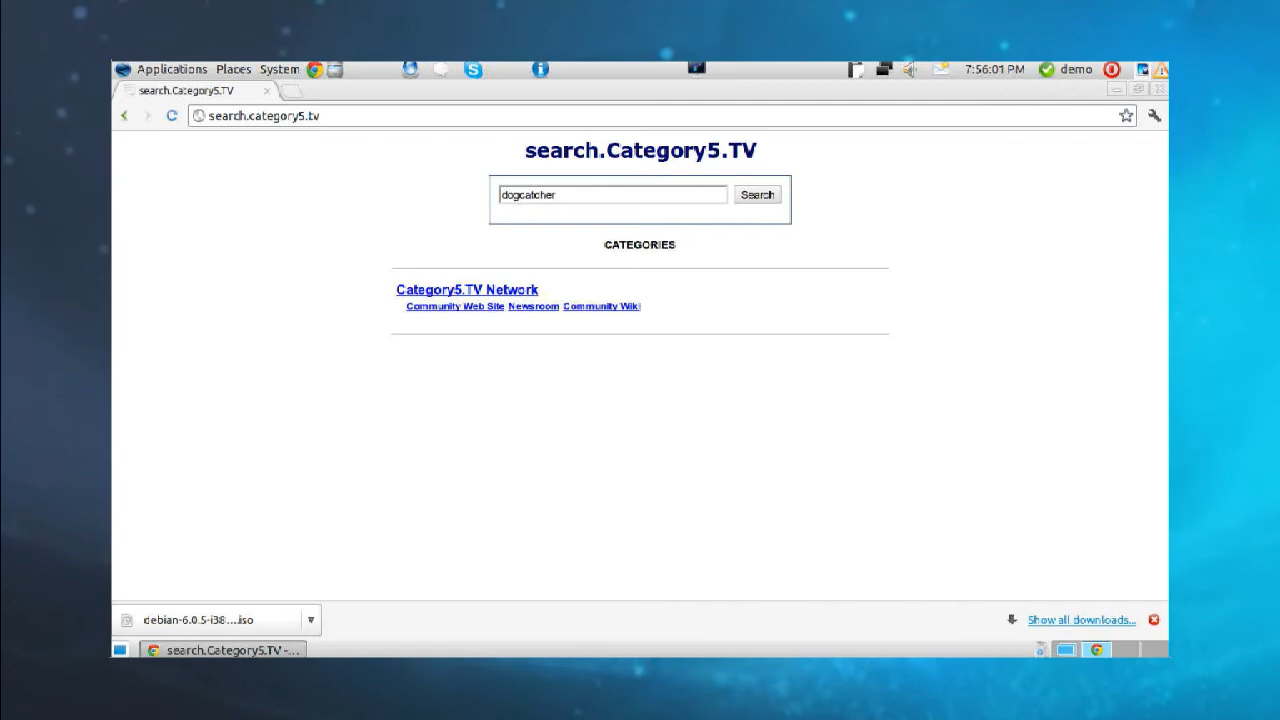 Applications Places System 7:56:01 PM demo
search.Category5.TV
search.category5.tv
search.Category5.TV
dogcatcher Search
CATEGORIES
Category5.TV Network
Community Web Site Newsroom Community Wiki
debian-6.0.5-i38....iso Show all downloads...
search.Category5.TV -...